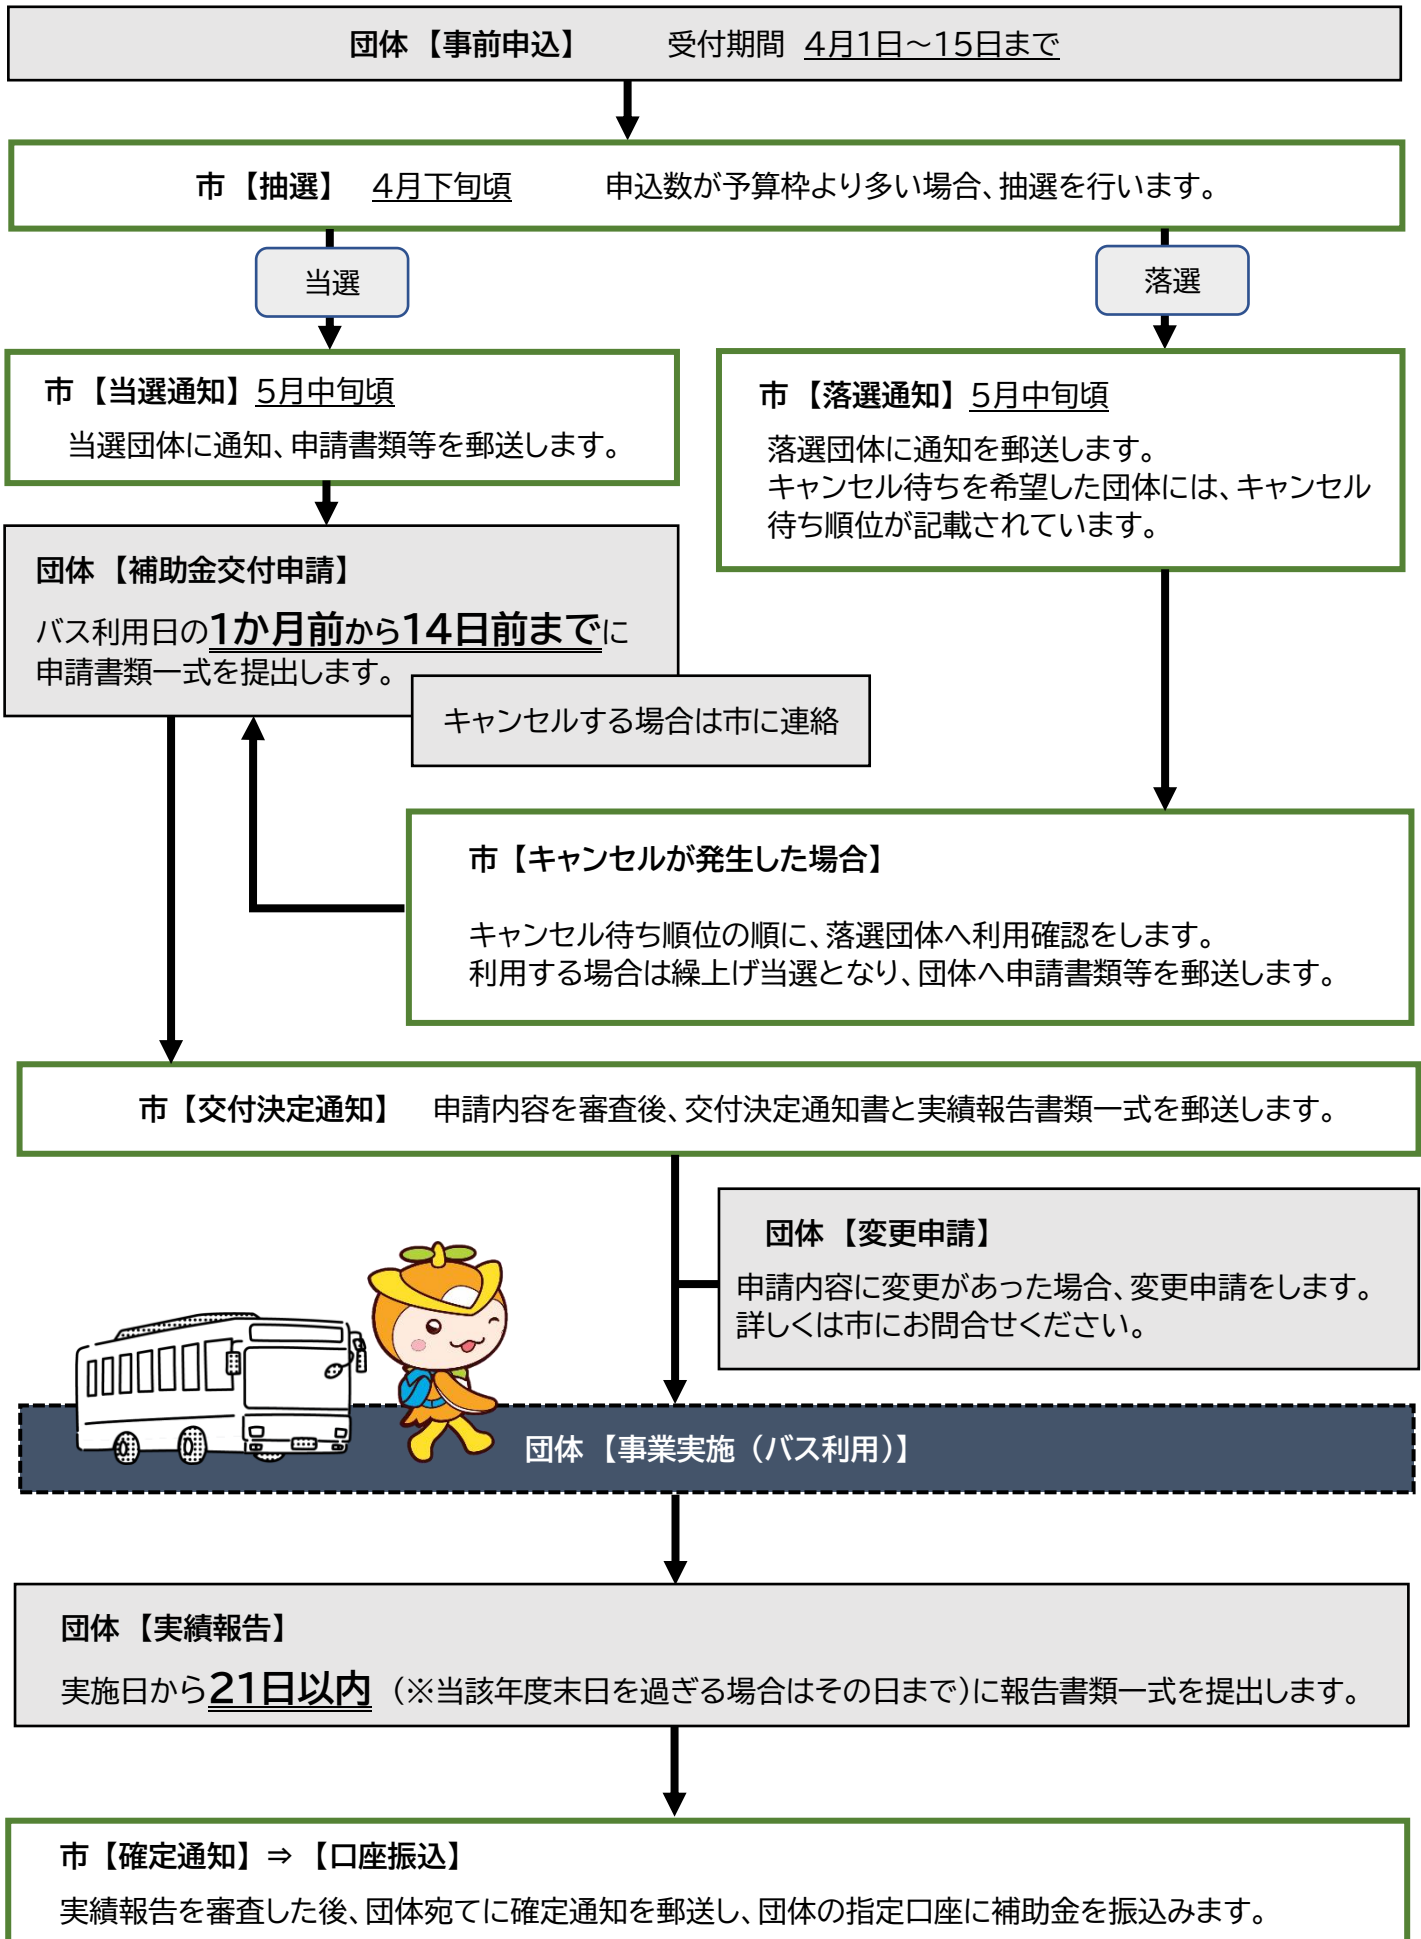 団体【事前申込】　受付期間 4月1日～15日まで
市【抽選】 4月下旬頃　申込数が予算枠より多い場合、抽選を行います。
当選
落選
市【当選通知】5月中旬頃
当選団体に通知、申請書類等を郵送します。
市【落選通知】5月中旬頃
落選団体に通知を郵送します。
キャンセル待ちを希望した団体には、キャンセル
待ち順位が記載されています。
団体【補助金交付申請】
バス利用日の1か月前から14日前までに
申請書類一式を提出します。
キャンセルする場合は市に連絡
市【キャンセルが発生した場合】
キャンセル待ち順位の順に、落選団体へ利用確認をします。
利用する場合は繰上げ当選となり、団体へ申請書類等を郵送します。
市【交付決定通知】　申請内容を審査後、交付決定通知書と実績報告書類一式を郵送します。
団体【変更申請】
申請内容に変更があった場合、変更申請をします。
詳しくは市にお問合せください。
団体【事業実施（バス利用）】
団体【実績報告】
実施日から21日以内（※当該年度末日を過ぎる場合はその日まで）に報告書類一式を提出します。
市【確定通知】⇒【口座振込】
実績報告を審査した後、団体宛てに確定通知を郵送し、団体の指定口座に補助金を振込みます。